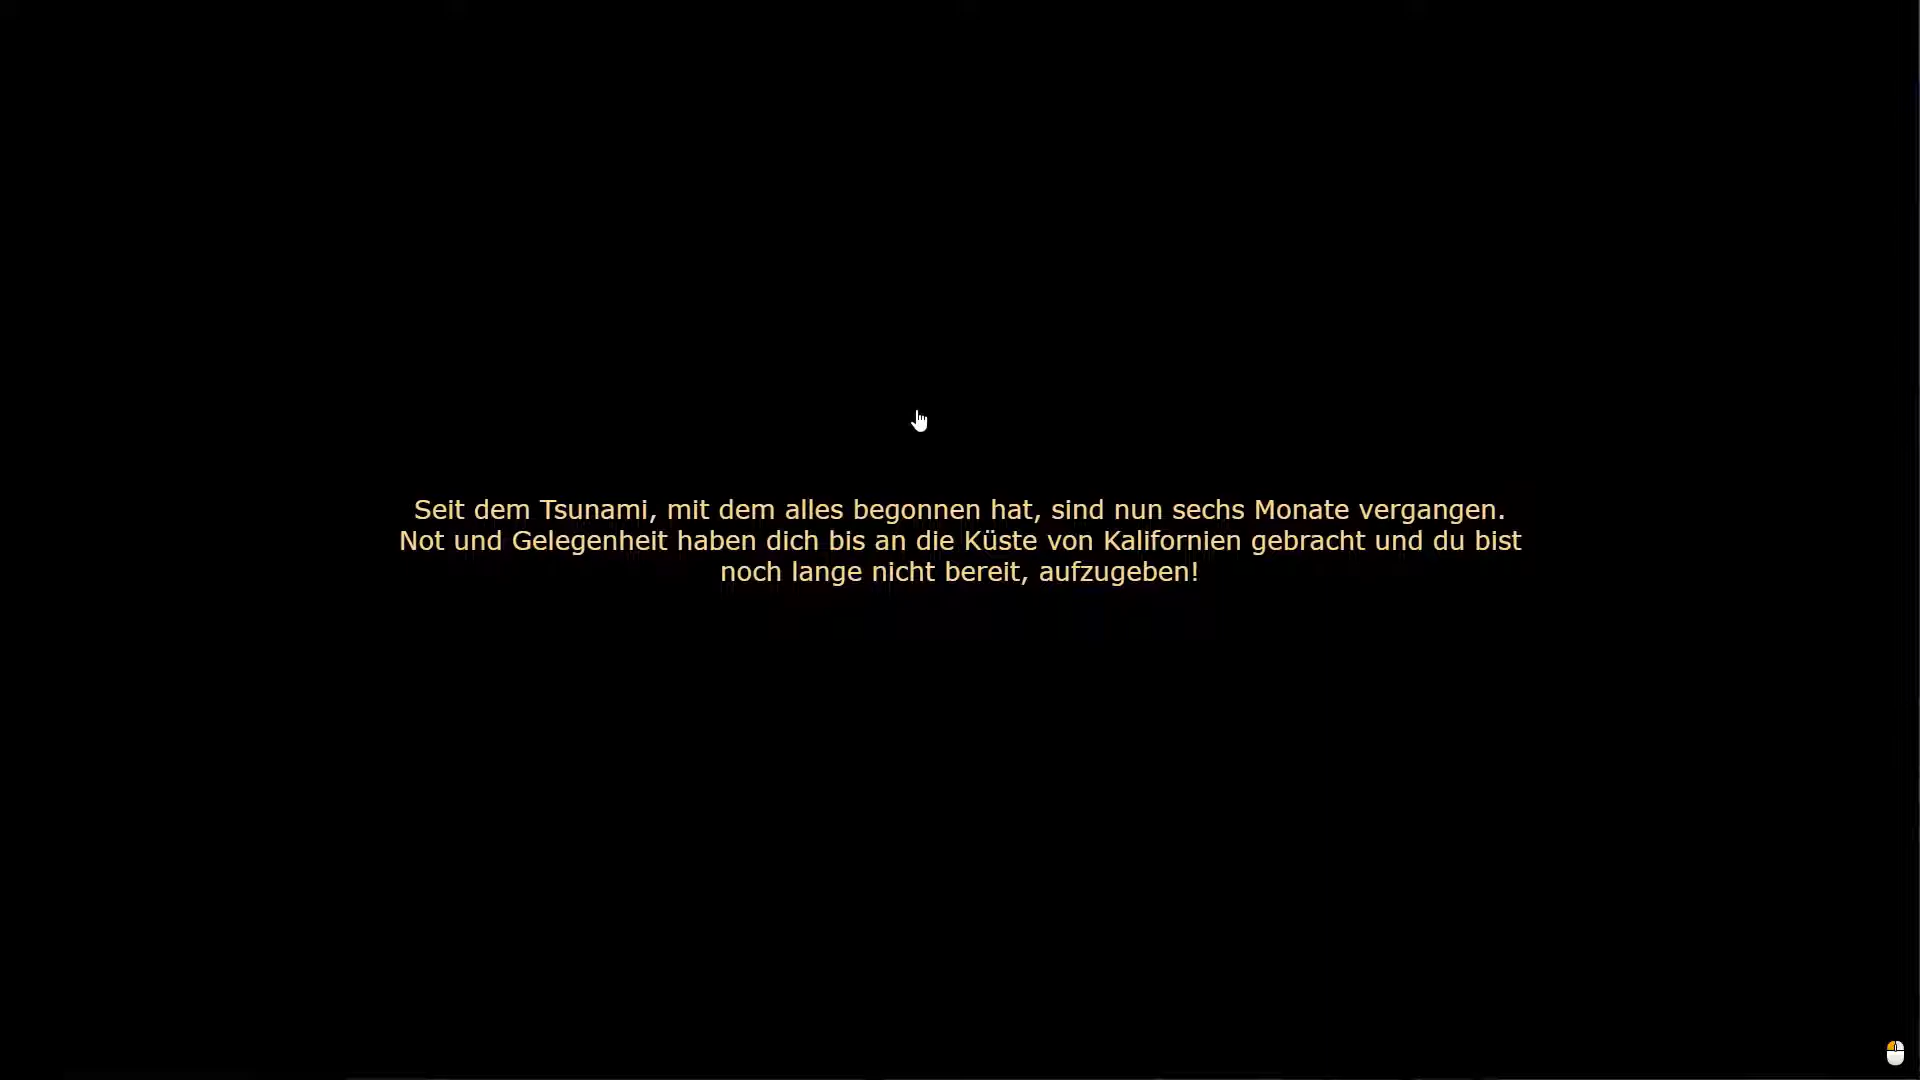 Seit dem Tsunami, mit dem alles begonnen hat, sind nun sechs Monate vergangen.
Not und Gelegenheit haben dich bis an die Küste von Kalifornien gebracht und du bist
noch lange nicht bereit, aufzugeben!